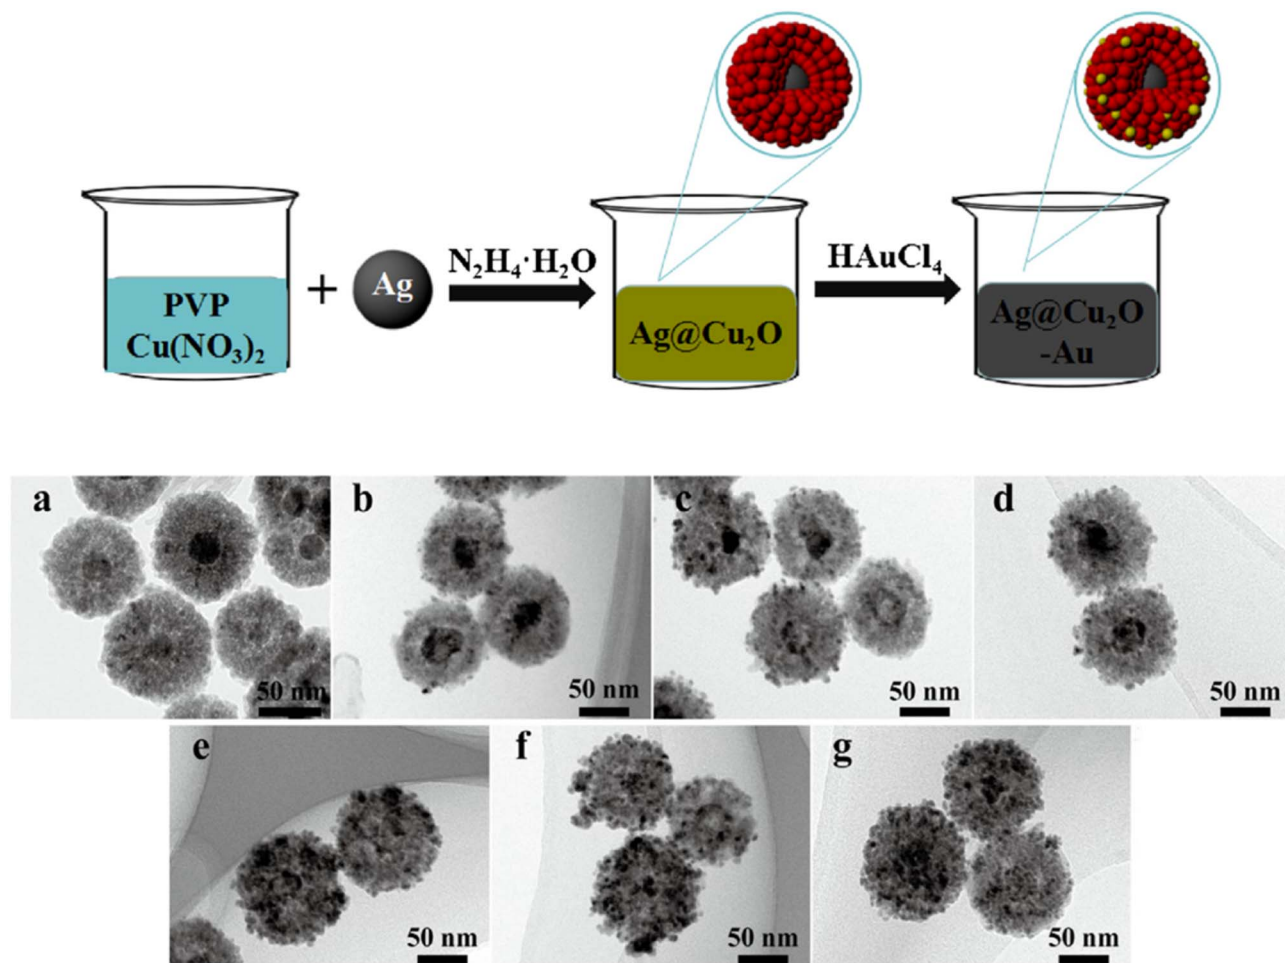 PVP
Cu(NO₃)₂
+
Ag
N₂H₄·H₂O
Ag@Cu₂O
HAuCl₄
Ag@Cu₂O
-Au
a
50 nm
b
50 nm
c
50 nm
d
50 nm
e
50 nm
f
50 nm
g
50 nm